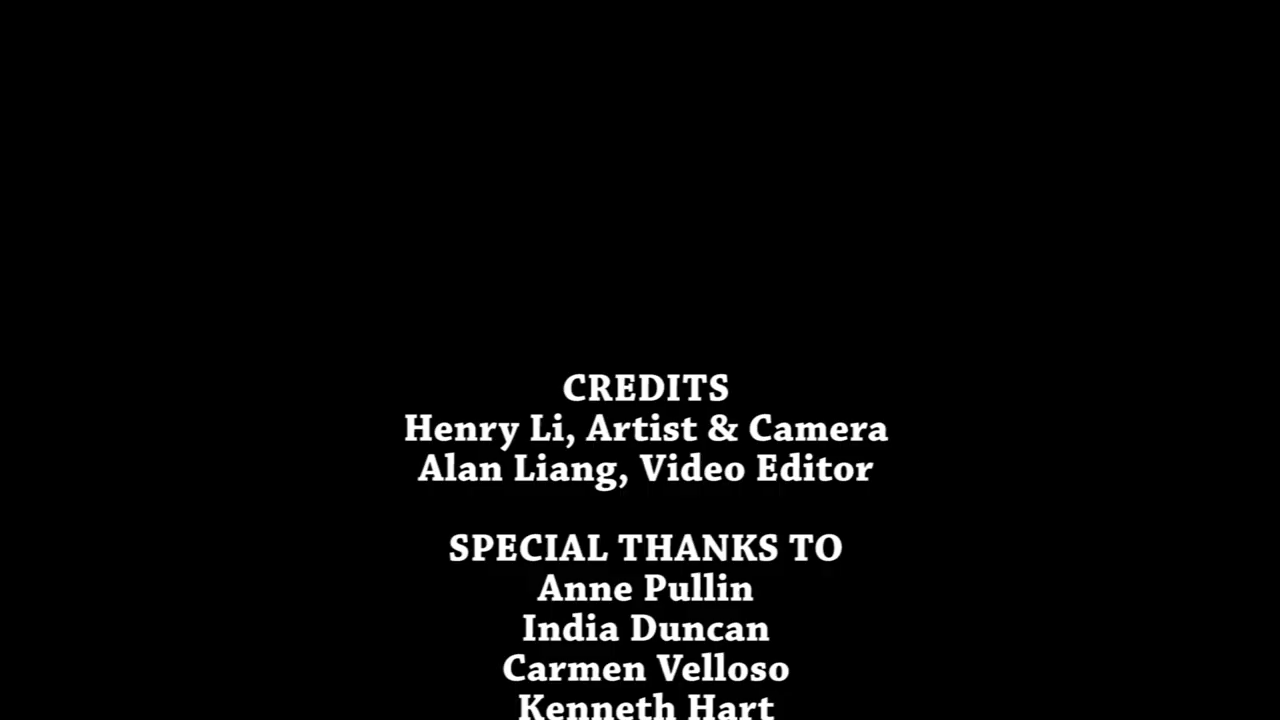 CREDITS
Henry Li, Artist & Camera
Alan Liang, Video Editor
SPECIAL THANKS TO
Anne Pullin
India Duncan
Carmen Velloso
Kenneth Hart